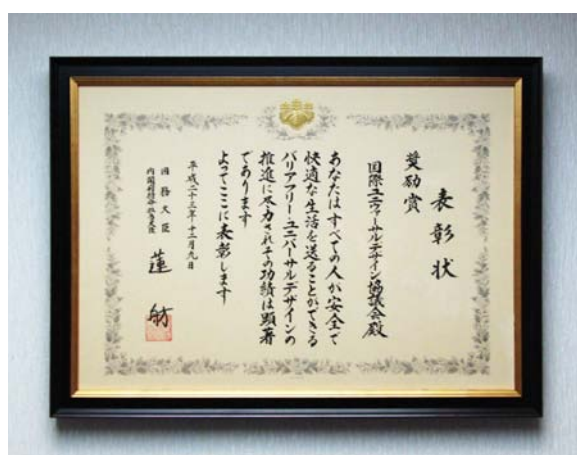 表彰状
奨励賞
国際ユニヴァーサルデザイン協議会殿
あなたはすべての人が安全で
快適な生活を送ることができる
バリアフリー・ユニバーサルデザインの
推進に尽力されその功績は顕著
であります
よってここに表彰します
平成二十三年十二月九日
国務大臣
内閣府特命担当大臣
蓮舫